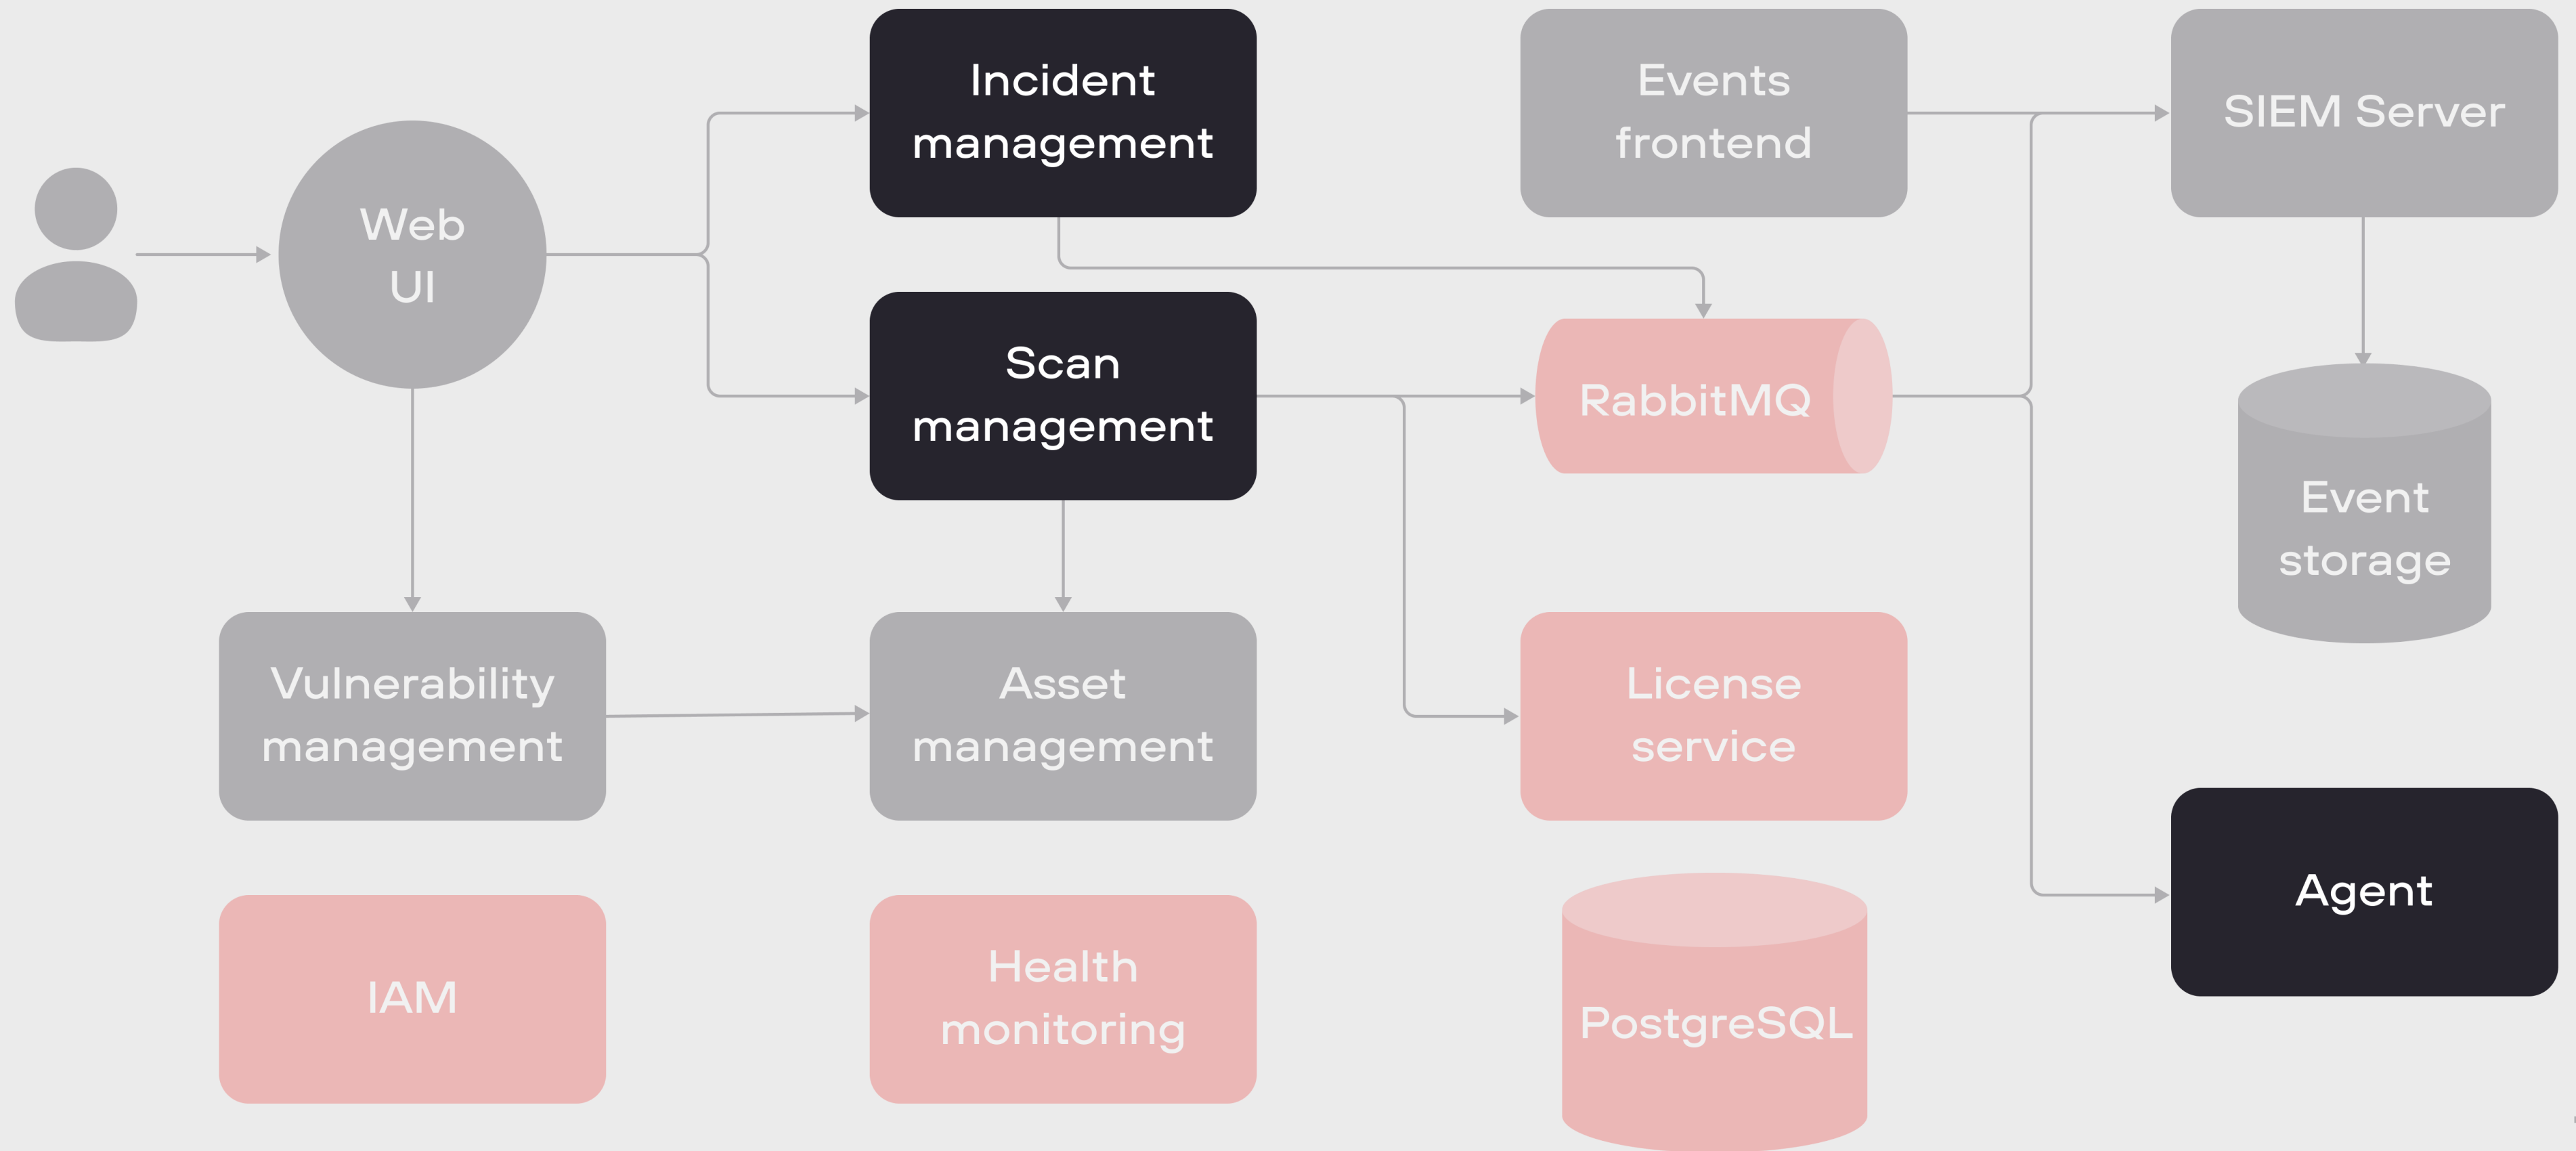 Incident
management
Events
frontend
SIEM Server
Web
UI
Scan
management
RabbitMQ
Event
storage
Vulnerability
management
Asset
management
License
service
Agent
IAM
Health
monitoring
PostgreSQL